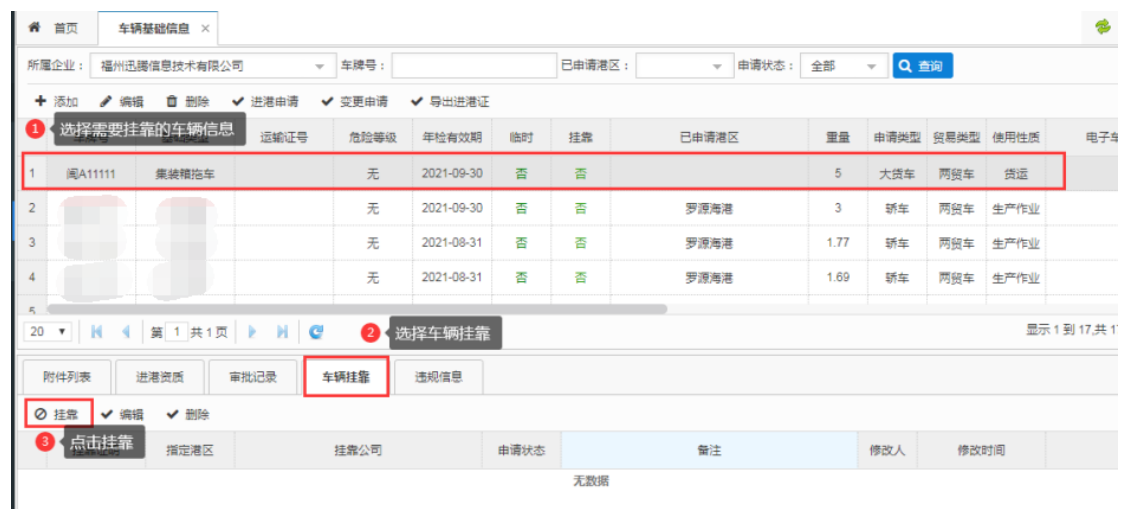 首页 车辆基础信息 ×
所属企业： 福州迅腾信息技术有限公司 车牌号： 已申请港区： 申请状态： 全部 查询
添加 编辑 删除 进港申请 变更申请 导出进港证
1 选择需要挂靠的车辆信息 运输证号 危险等级 年检有效期 临时 挂靠 已申请港区 重量 申请类型 贸易类型 使用性质 电子车
1 闽A11111 集装箱拖车 无 2021-09-30 否 否 5 大货车 两贸车 货运
2 无 2021-09-30 否 否 罗源海港 3 轿车 两贸车 生产作业
3 无 2021-08-31 否 否 罗源海港 1.77 轿车 两贸车 生产作业
4 无 2021-08-31 否 否 罗源海港 1.69 轿车 两贸车 生产作业
5
20 第 1 共1页 2 选择车辆挂靠 显示 1 到 17,共 1
附件列表 进港资质 审批记录 车辆挂靠 违规信息
挂靠 编辑 删除
3 点击挂靠 指定港区 挂靠公司 申请状态 备注 修改人 修改时间
无数据